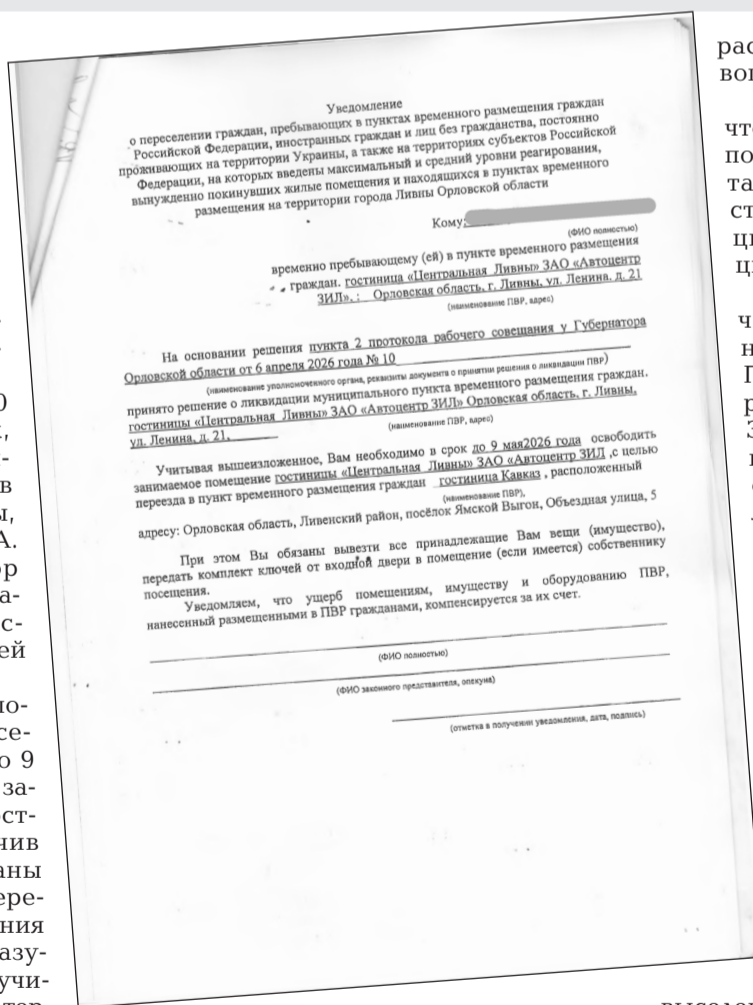 Уведомление
о переселении граждан, пребывающих в пунктах временного размещения граждан
Российской Федерации, иностранных граждан и лиц без гражданства, постоянно
проживающих на территории Украины, а также на территориях субъектов Российской
Федерации, на которых введены максимальный и средний уровни реагирования,
вынужденно покинувших жилые помещения и находящихся в пунктах временного
размещения на территории города Ливны Орловской области
Кому:
(ФИО полностью)
временно пребывающему (ей) в пункте временного размещения
граждан. гостиница «Центральная Ливны» ЗАО «Автоцентр
ЗИЛ». : Орловская область, г. Ливны, ул. Ленина. д. 21
(наименование ПВР, адрес)
На основании решения пункта 2 протокола рабочего совещания у Губернатора
Орловской области от 6 апреля 2026 года № 10
(наименование уполномоченного органа, реквизиты документа о принятии решения о ликвидации ПВР)
принято решение о ликвидации муниципального пункта временного размещения граждан.
гостиницы «Центральная Ливны» ЗАО «Автоцентр ЗИЛ» Орловская область. г. Ливны,
ул. Ленина, д. 21.
(наименование ПВР, адрес)
Учитывая вышеизложенное, Вам необходимо в срок до 9 мая2026 года освободить
занимаемое помещение гостиницы «Центральная Ливны» ЗАО «Автоцентр ЗИЛ ,с целью
переезда в пункт временного размещения граждан гостиница Кавказ , расположенный
(наименование ПВР),
адресу: Орловская область, Ливенский район, посёлок Ямской Выгон, Объездная улица, 5
При этом Вы обязаны вывезти все принадлежащие Вам вещи (имущество),
передать комплект ключей от входной двери в помещение (если имеется) собственнику
посещения.
Уведомляем, что ущерб помещениям, имуществу и оборудованию ПВР,
нанесенный размещенными в ПВР гражданами, компенсируется за их счет.
(ФИО полностью)
(ФИО законного представителя, опекуна)
(отметка в получении уведомления, дата, подпись)